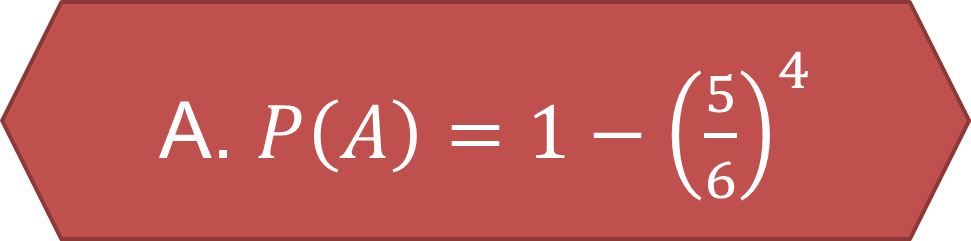 A. P(A) = 1 − (5/6)^4